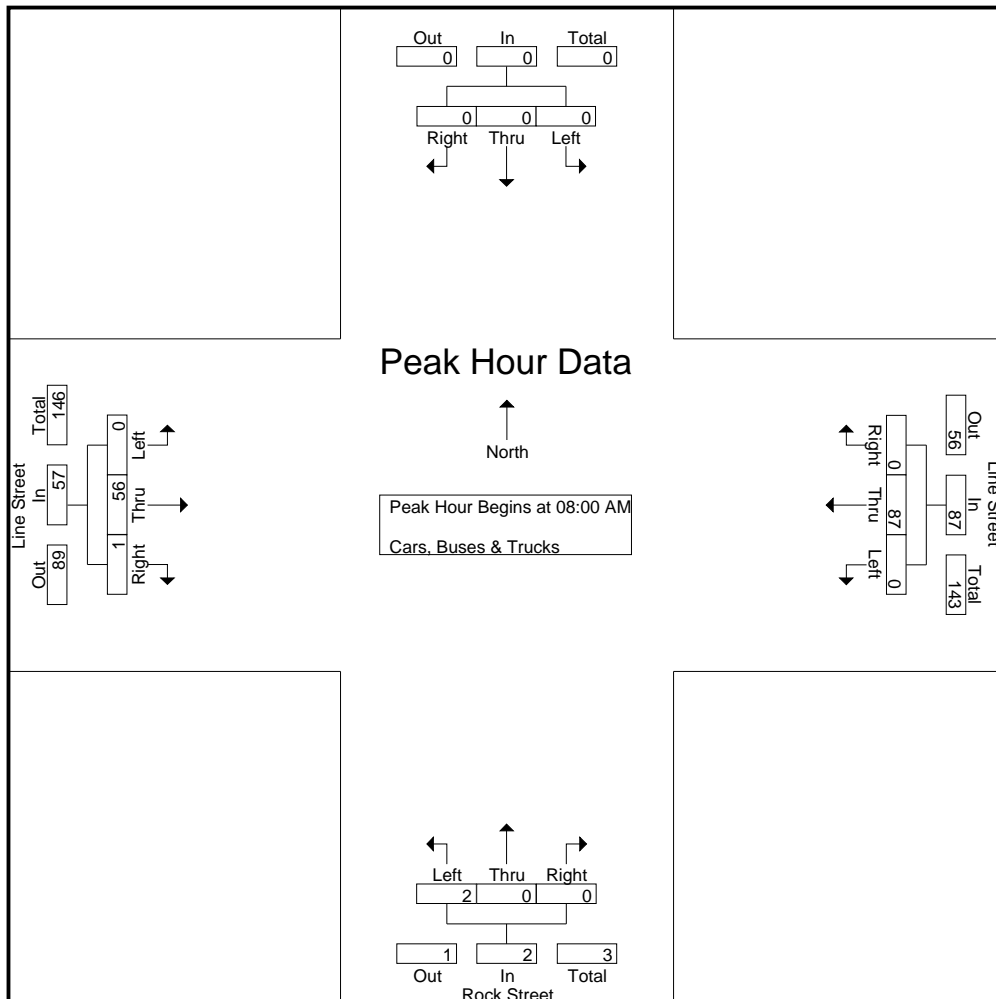 Out In Total
0 0 0
0 0 0
Right Thru Left
Peak Hour Data
North
Peak Hour Begins at 08:00 AM
Cars, Buses & Trucks
Line Street
Out In Total
89 57 146
1 56 0
Right Thru Left
Line Street
Out In Total
56 87 143
0 87 0
Right Thru Left
Left Thru Right
2 0 0
1 2 3
Out In Total
Rock Street